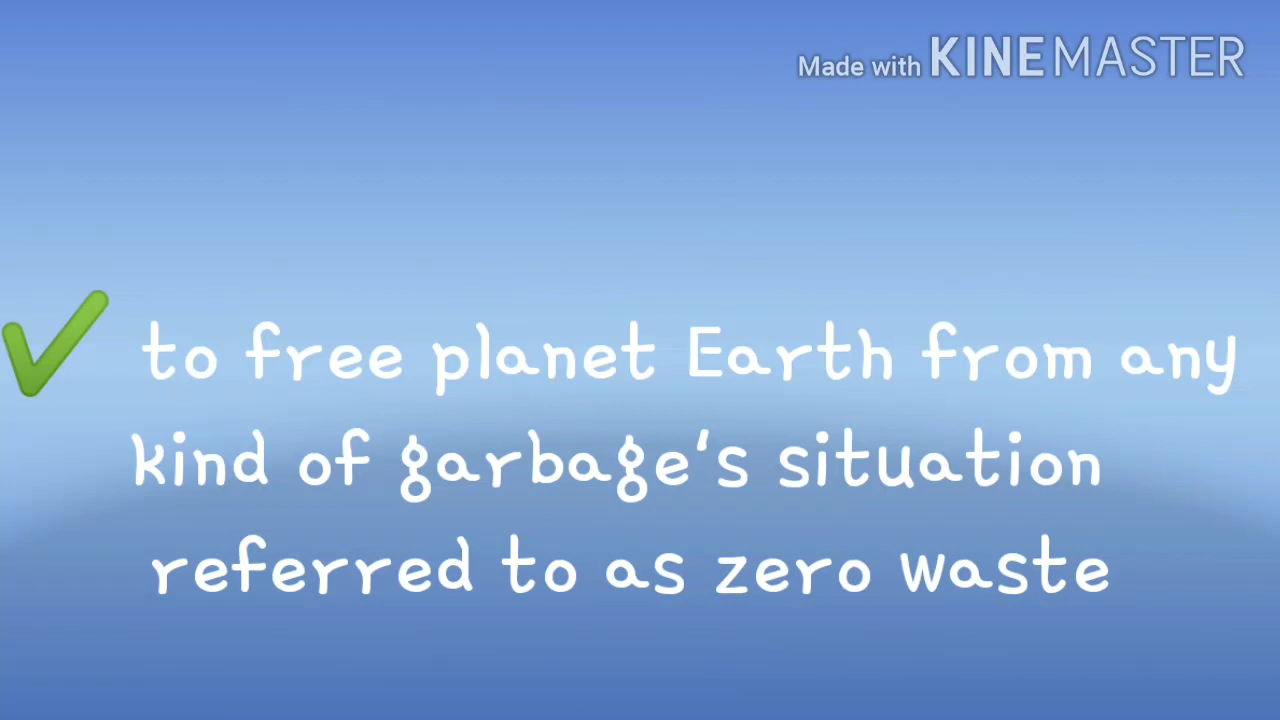 Made with KINEMASTER
to free planet Earth from any
kind of garbage's situation
referred to as zero waste